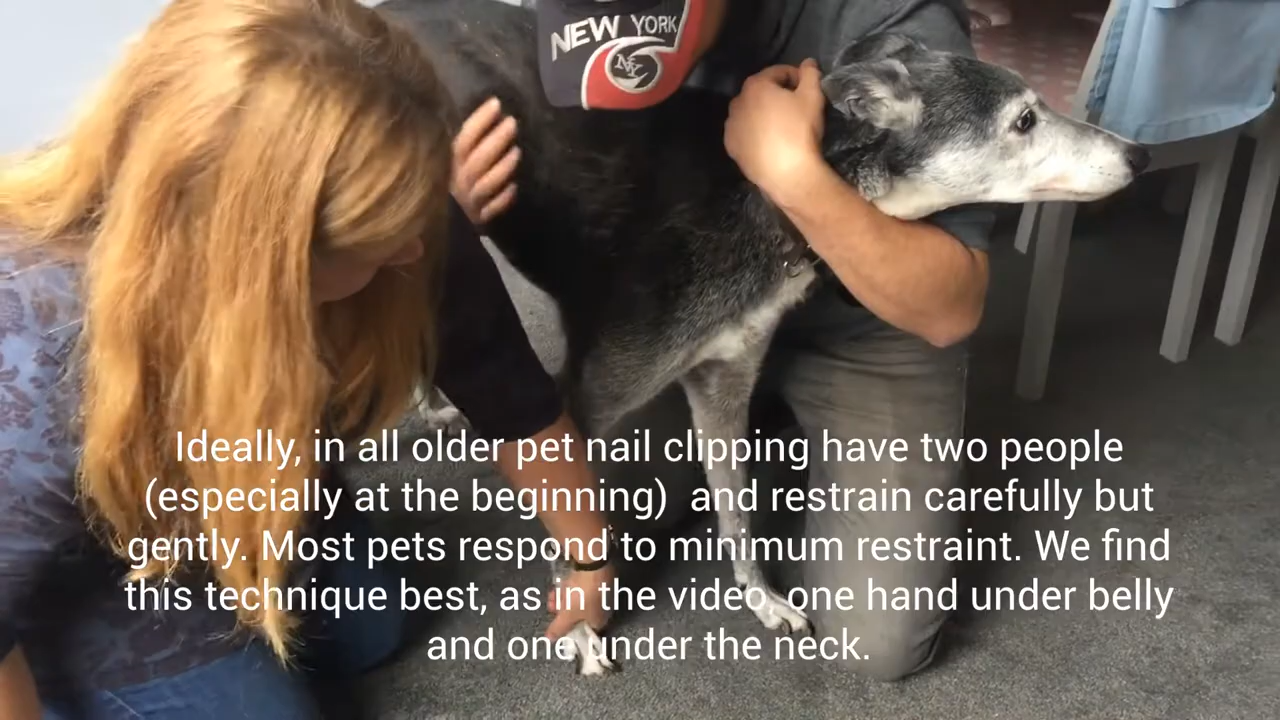 NEW YORK
NY
Ideally, in all older pet nail clipping have two people
(especially at the beginning)  and restrain carefully but
gently. Most pets respond to minimum restraint. We find
this technique best, as in the video, one hand under belly
and one under the neck.